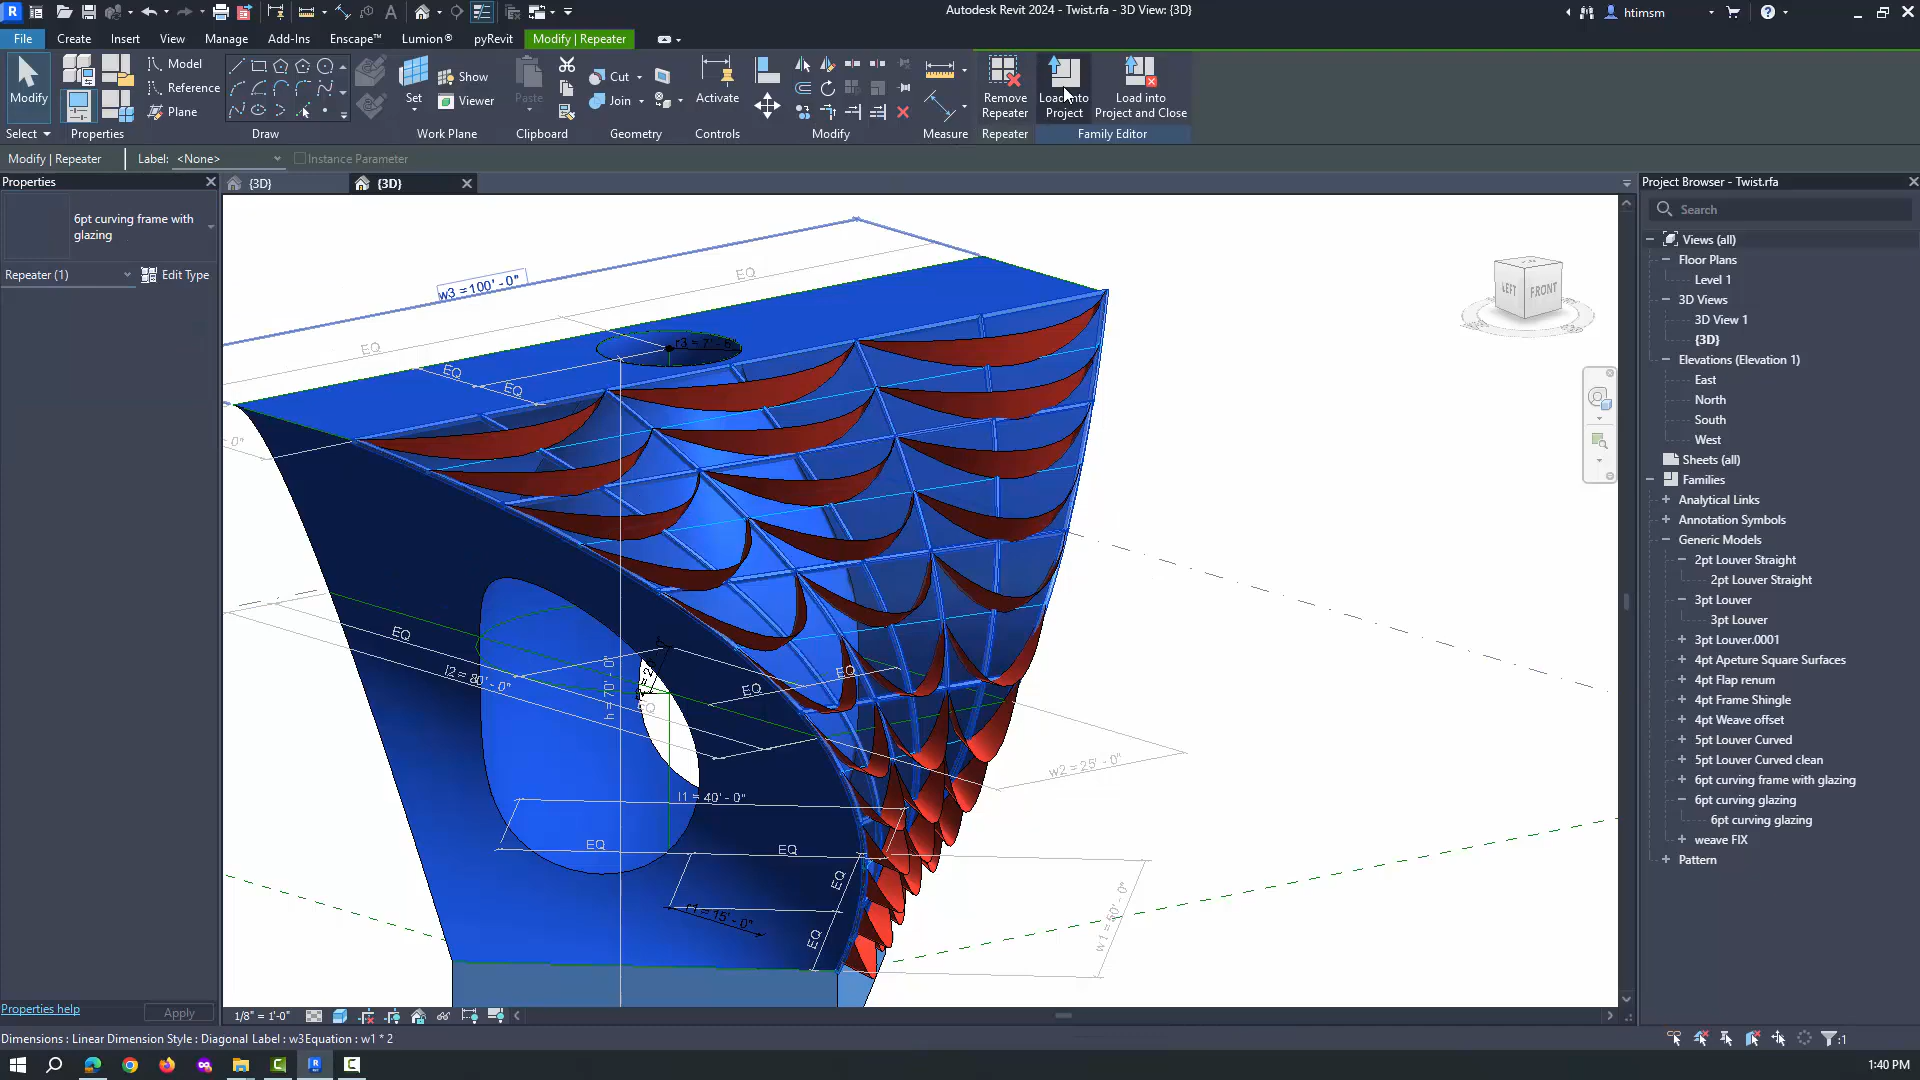 Autodesk Revit 2024 - Twist.rfa - 3D View: {3D}
htimsm
File Create Insert View Manage Add-Ins Enscape™ Lumion® pyRevit Modify | Repeater
Modify
Model
Reference
Plane
Set
Show
Viewer
Paste
Cut
Join
Activate
Remove Repeater
Load into Project
Load into Project and Close
Select Properties Draw Work Plane Clipboard Geometry Controls Modify Measure Repeater Family Editor
Modify | Repeater Label: <None> Instance Parameter
Properties
6pt curving frame with glazing
Repeater (1) Edit Type
Properties help Apply
{3D} {3D}
w3 = 100' - 0"
EQ
EQ
EQ
EQ
EQ
l2 = 80' - 0"
h = 70' - 0"
EQ
EQ
EQ
w2 = 25' - 0"
l1 = 40' - 0"
EQ
EQ
EQ
r1 = 15' - 0"
EQ
LEFT FRONT
Project Browser - Twist.rfa
Search
Views (all)
Floor Plans
Level 1
3D Views
3D View 1
{3D}
Elevations (Elevation 1)
East
North
South
West
Sheets (all)
Families
Analytical Links
Annotation Symbols
Generic Models
2pt Louver Straight
2pt Louver Straight
3pt Louver
3pt Louver
3pt Louver.0001
4pt Apeture Square Surfaces
4pt Flap renum
4pt Frame Shingle
4pt Weave offset
5pt Louver Curved
5pt Louver Curved clean
6pt curving frame with glazing
6pt curving glazing
6pt curving glazing
weave FIX
Pattern
1/8" = 1'-0"
Dimensions : Linear Dimension Style : Diagonal Label : w3Equation : w1 * 2
:1
1:40 PM